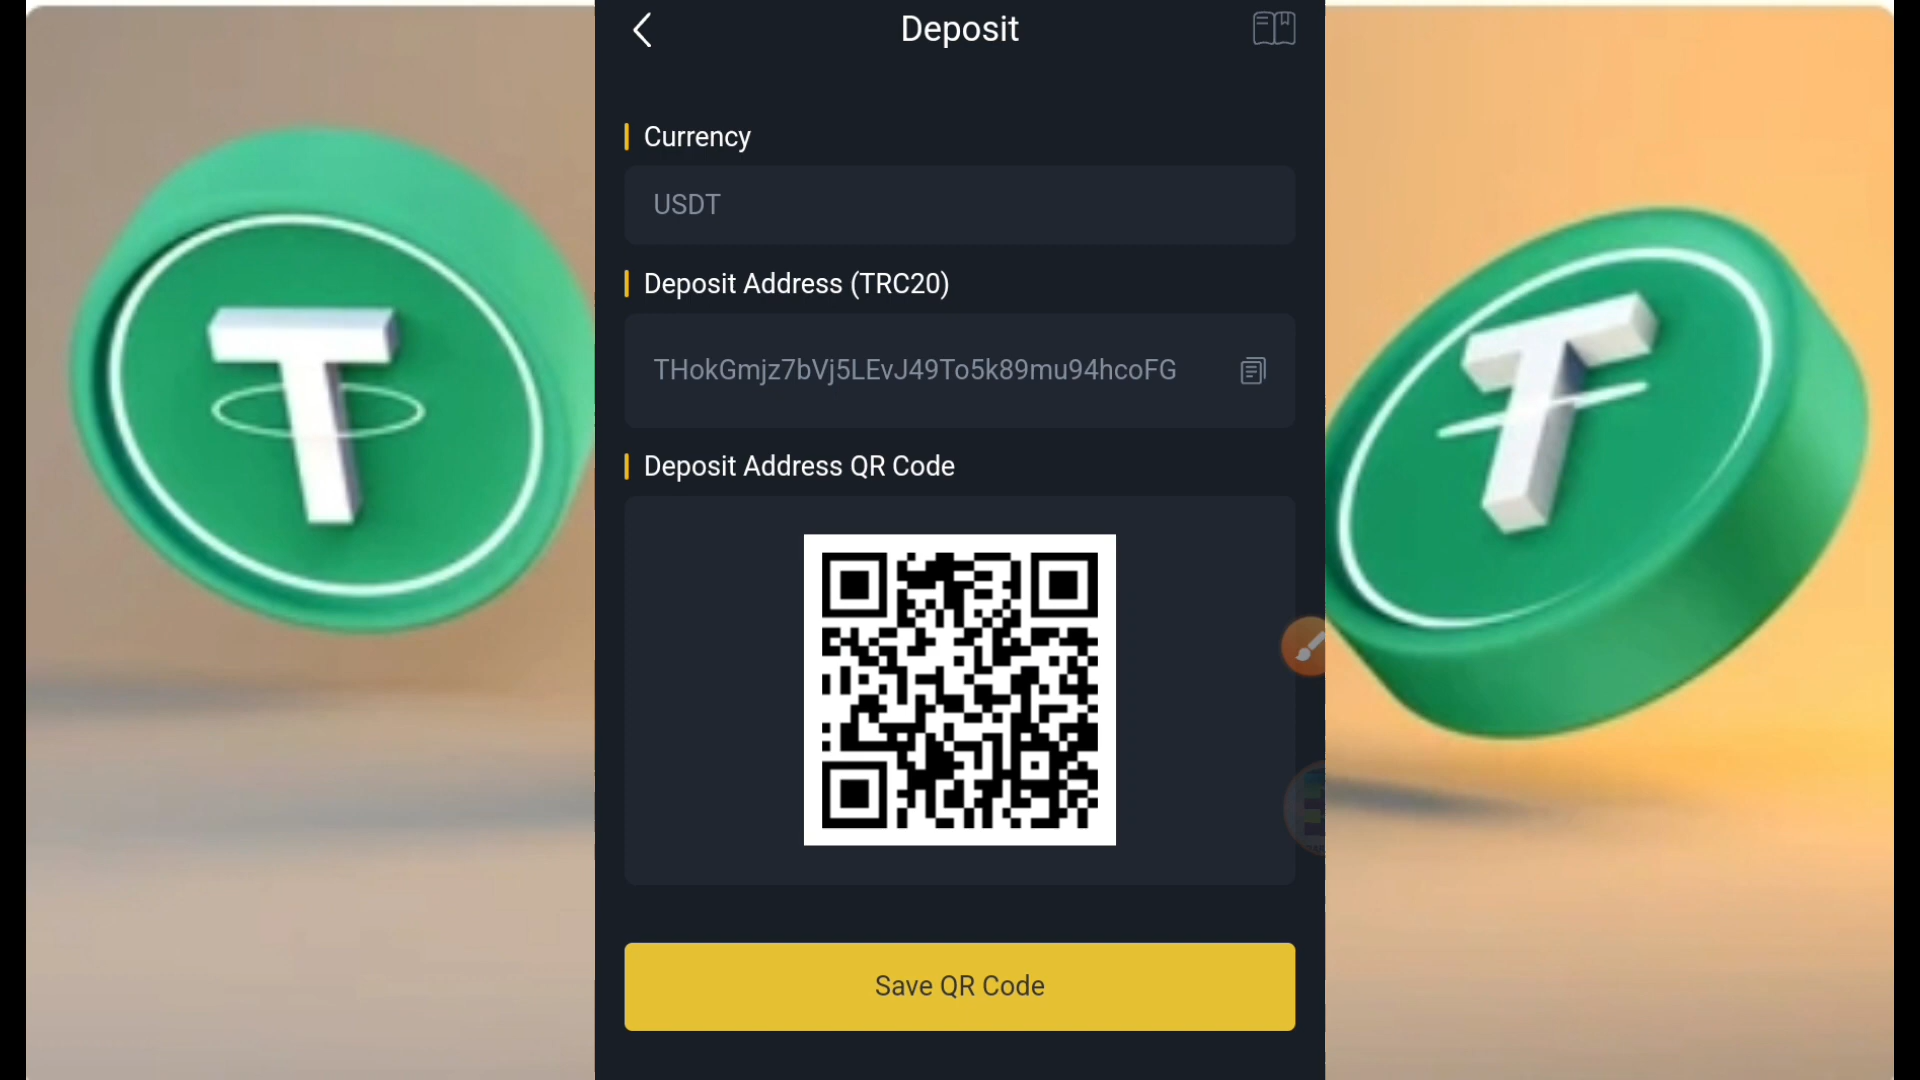 Deposit
Currency
USDT
Deposit Address (TRC20)
THokGmjz7bVj5LEvJ49To5k89mu94hcoFG
Deposit Address QR Code
Save QR Code